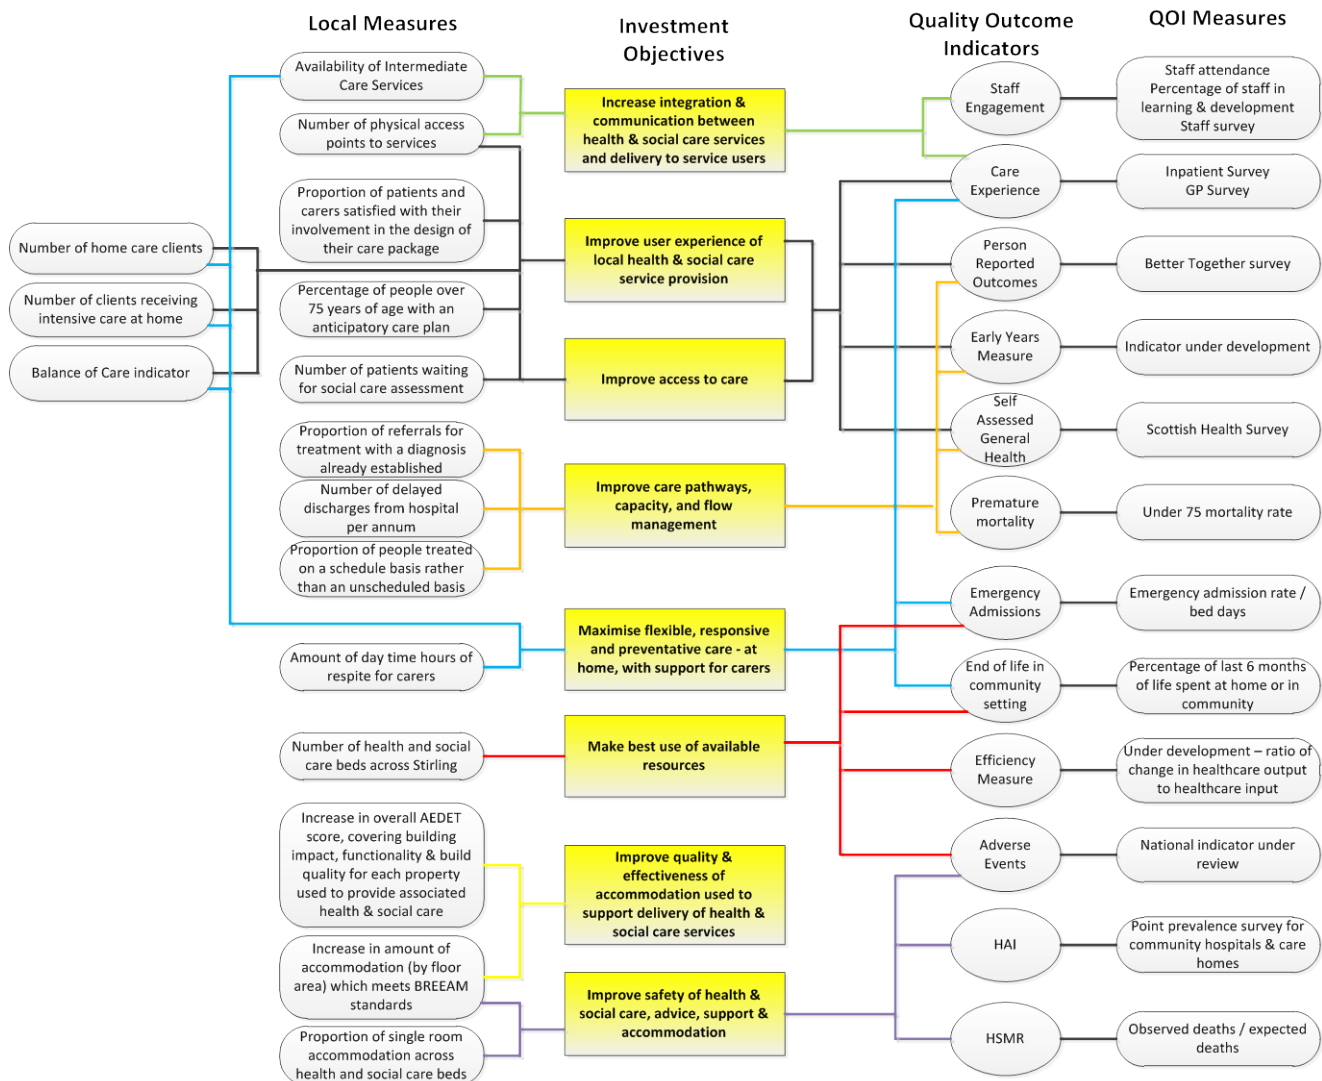 Local Measures
Investment
Objectives
Quality Outcome
Indicators
QOI Measures
Number of home care clients
Number of clients receiving
intensive care at home
Balance of Care indicator
Availability of Intermediate
Care Services
Number of physical access
points to services
Proportion of patients and
carers satisfied with their
involvement in the design of
their care package
Percentage of people over
75 years of age with an
anticipatory care plan
Number of patients waiting
for social care assessment
Proportion of referrals for
treatment with a diagnosis
already established
Number of delayed
discharges from hospital
per annum
Proportion of people treated
on a schedule basis rather
than an unscheduled basis
Amount of day time hours of
respite for carers
Number of health and social
care beds across Stirling
Increase in overall AEDET
score, covering building
impact, functionality & build
quality for each property
used to provide associated
health & social care
Increase in amount of
accommodation (by floor
area) which meets BREEAM
standards
Proportion of single room
accommodation across
health and social care beds
Increase integration &
communication between
health & social care services
and delivery to service users
Improve user experience of
local health & social care
service provision
Improve access to care
Improve care pathways,
capacity, and flow
management
Maximise flexible, responsive
and preventative care - at
home, with support for carers
Make best use of available
resources
Improve quality &
effectiveness of
accommodation used to
support delivery of health &
social care services
Improve safety of health &
social care, advice, support &
accommodation
Staff
Engagement
Care
Experience
Person
Reported
Outcomes
Early Years
Measure
Self
Assessed
General
Health
Premature
mortality
Emergency
Admissions
End of life in
community
setting
Efficiency
Measure
Adverse
Events
HAI
HSMR
Staff attendance
Percentage of staff in
learning & development
Staff survey
Inpatient Survey
GP Survey
Better Together survey
Indicator under development
Scottish Health Survey
Under 75 mortality rate
Emergency admission rate /
bed days
Percentage of last 6 months
of life spent at home or in
community
Under development – ratio of
change in healthcare output
to healthcare input
National indicator under
review
Point prevalence survey for
community hospitals & care
homes
Observed deaths / expected
deaths